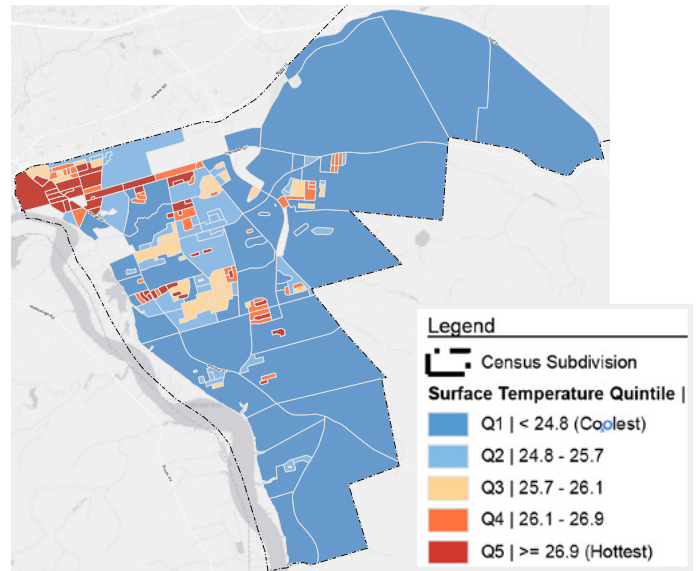 Legend
Census Subdivision
Surface Temperature Quintile |
Q1 | < 24.8 (Coolest)
Q2 | 24.8 - 25.7
Q3 | 25.7 - 26.1
Q4 | 26.1 - 26.9
Q5 | >= 26.9 (Hottest)